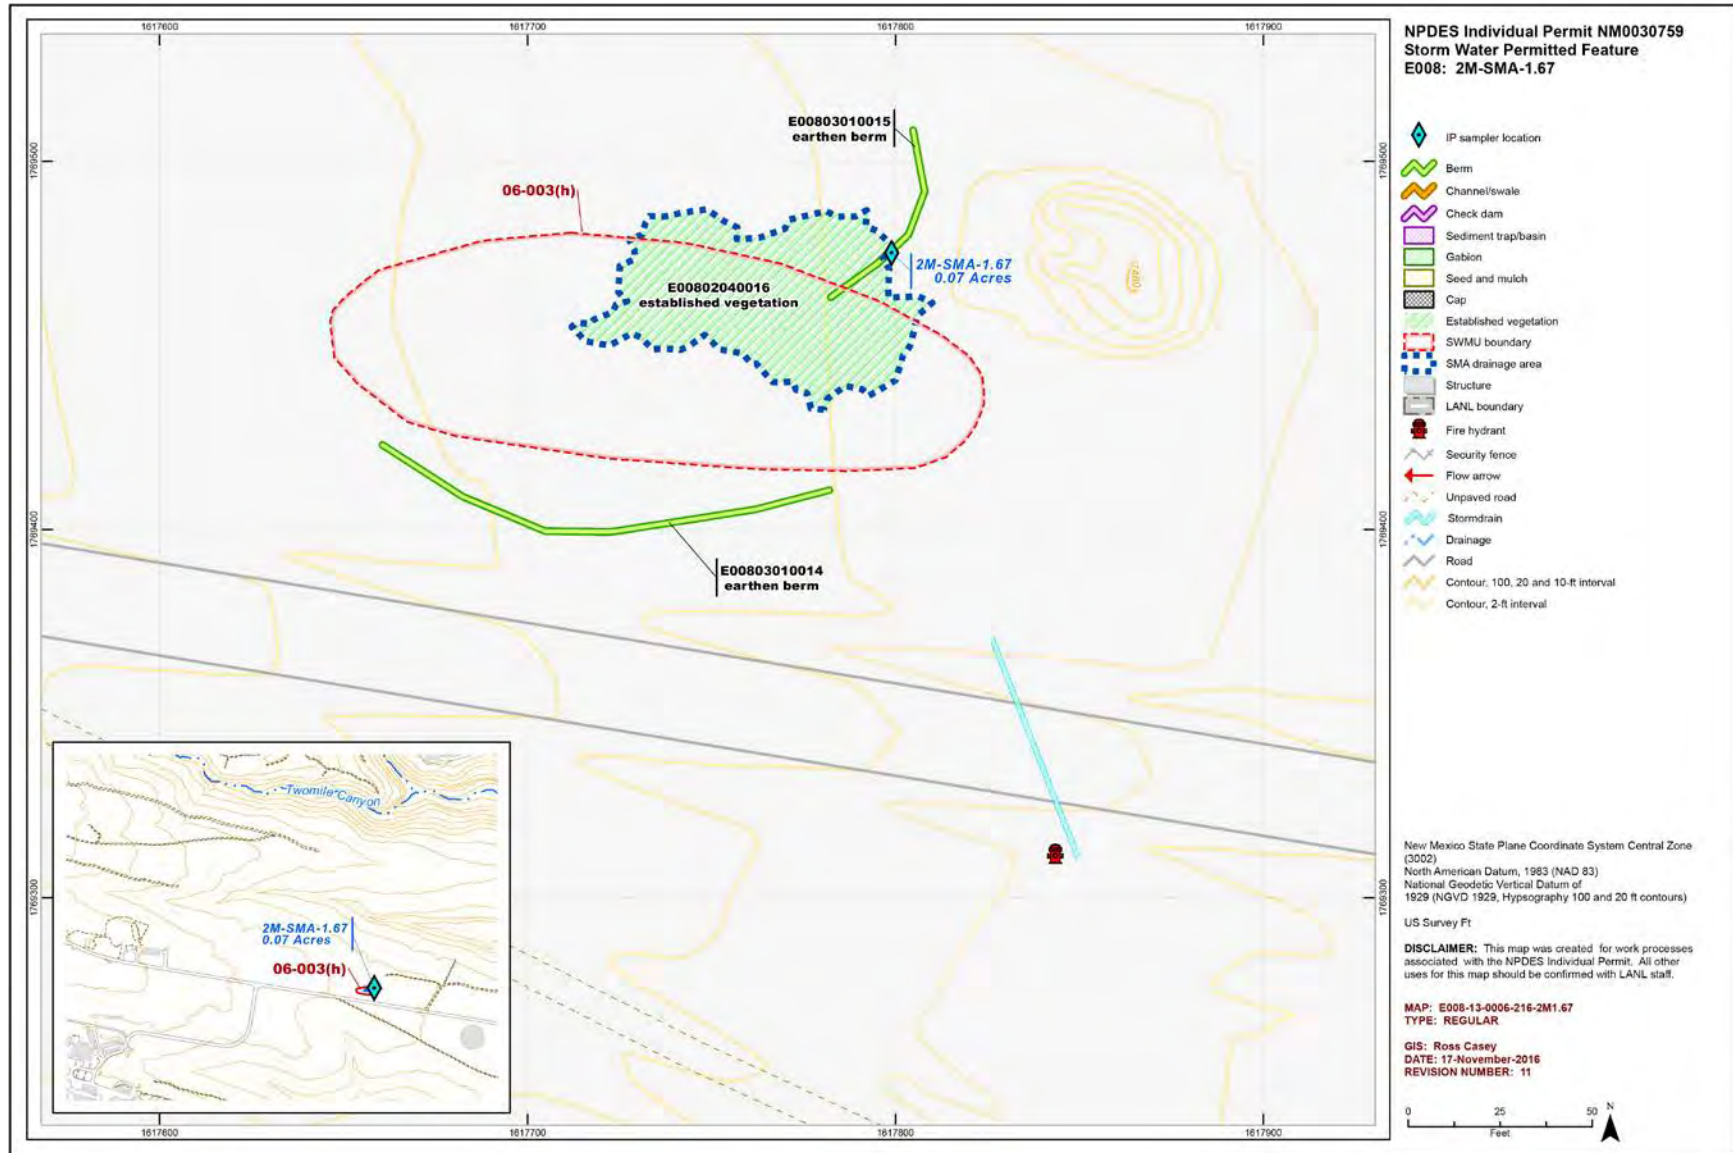 1617600
1617700
1617800
1617900
NPDES Individual Permit NM0030759
Storm Water Permitted Feature
E008: 2M-SMA-1.67
E00803010015
earthen berm
1769500
1769500
06-003(h)
2M-SMA-1.67
0.07 Acres
E00802040016
established vegetation
E00803010014
earthen berm
1769400
1769400
IP sampler location
Berm
Channel/swale
Check dam
Sediment trap/basin
Gabion
Seed and mulch
Cap
Established vegetation
SWMU boundary
SMA drainage area
Structure
LANL boundary
Fire hydrant
Security fence
Flow arrow
Unpaved road
Stormdrain
Drainage
Road
Contour, 100, 20 and 10-ft interval
Contour, 2-ft interval
Twomile Canyon
2M-SMA-1.67
0.07 Acres
06-003(h)
1769300
1769300
New Mexico State Plane Coordinate System Central Zone
(3002)
North American Datum, 1983 (NAD 83)
National Geodetic Vertical Datum of
1929 (NGVD 1929, Hypsography 100 and 20 ft contours)
US Survey Ft
DISCLAIMER: This map was created for work processes
associated with the NPDES Individual Permit. All other
uses for this map should be confirmed with LANL staff.
MAP: E008-13-0006-216-2M1.67
TYPE: REGULAR
GIS: Ross Casey
DATE: 17-November-2016
REVISION NUMBER: 11
0 25 50 N
Feet
1617600
1617700
1617800
1617900